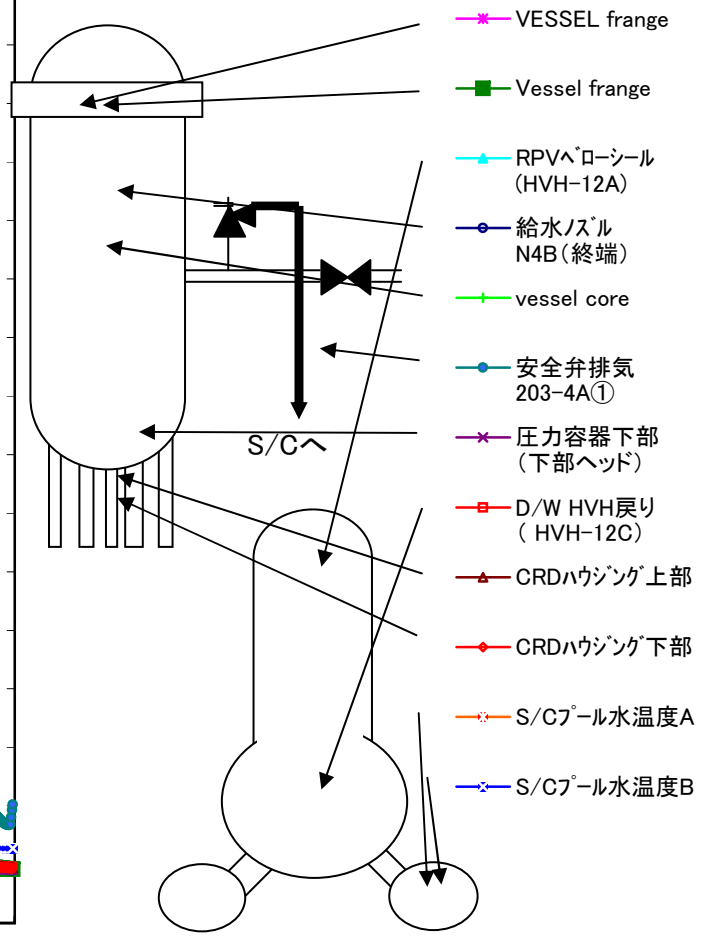 VESSEL frange
Vessel frange
RPVベローシール
(HVH-12A)
給水ノズル
N4B(終端)
vessel core
安全弁排気
203-4A①
圧力容器下部
(下部ヘッド)
D/W HVH戻り
( HVH-12C)
CRDハウジング上部
CRDハウジング下部
S/Cプール水温度A
S/Cプール水温度B
S/Cへ